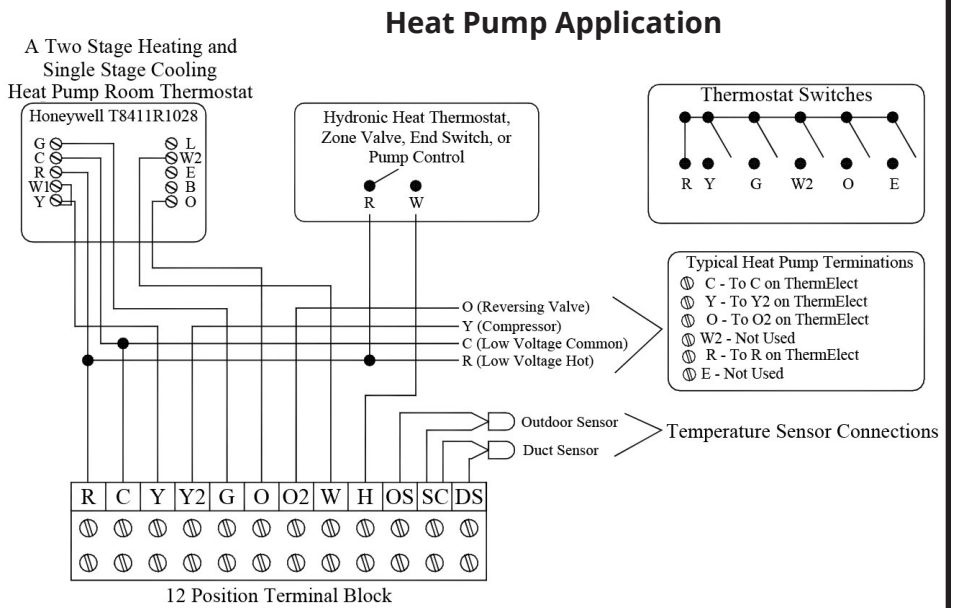 Heat Pump Application
A Two Stage Heating and
Single Stage Cooling
Heat Pump Room Thermostat
Honeywell T8411R1028
G
C
R
W1
Y
L
W2
E
B
O
Hydronic Heat Thermostat,
Zone Valve, End Switch, or
Pump Control
R W
Thermostat Switches
R Y G W2 O E
Typical Heat Pump Terminations
C - To C on ThermElect
Y - To Y2 on ThermElect
O - To O2 on ThermElect
W2 - Not Used
R - To R on ThermElect
E - Not Used
O (Reversing Valve)
Y (Compressor)
C (Low Voltage Common)
R (Low Voltage Hot)
Outdoor Sensor
Duct Sensor
Temperature Sensor Connections
R C Y Y2 G O O2 W H OS SC DS
12 Position Terminal Block